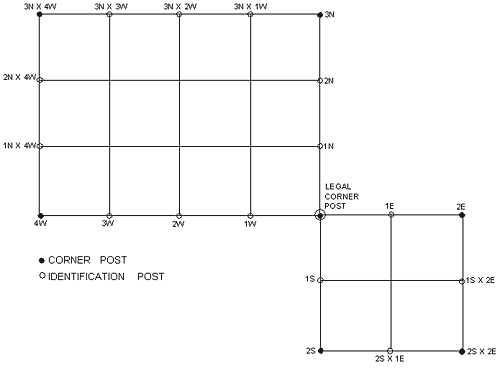 3N X 4W 3N X 3W 3N X 2W 3N X 1W 3N
2N X 4W 2N
1N X 4W 1N
LEGAL
CORNER
POST
1E 2E
4W 3W 2W 1W
● CORNER POST
○ IDENTIFICATION POST
1S 1S X 2E
2S 2S X 2E
2S X 1E